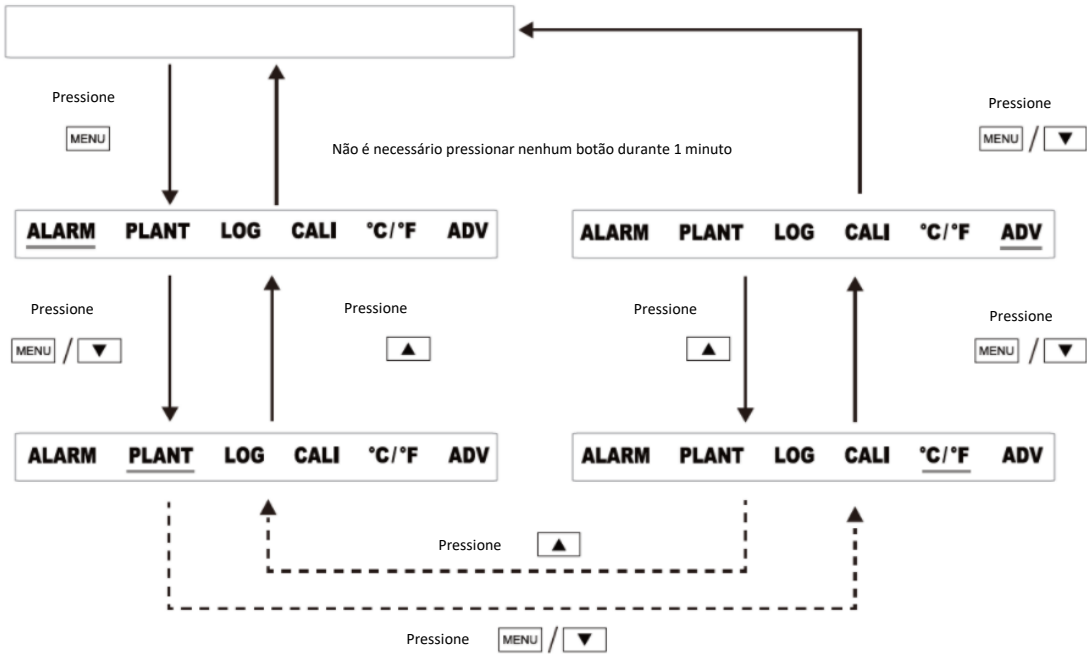 Pressione
Pressione
MENU
MENU / ▼
Não é necessário pressionar nenhum botão durante 1 minuto
ALARM PLANT LOG CALI °C/°F ADV
ALARM PLANT LOG CALI °C/°F ADV
Pressione
Pressione
Pressione
Pressione
MENU / ▼
▲
▲
MENU / ▼
ALARM PLANT LOG CALI °C/°F ADV
ALARM PLANT LOG CALI °C/°F ADV
Pressione ▲
Pressione MENU / ▼